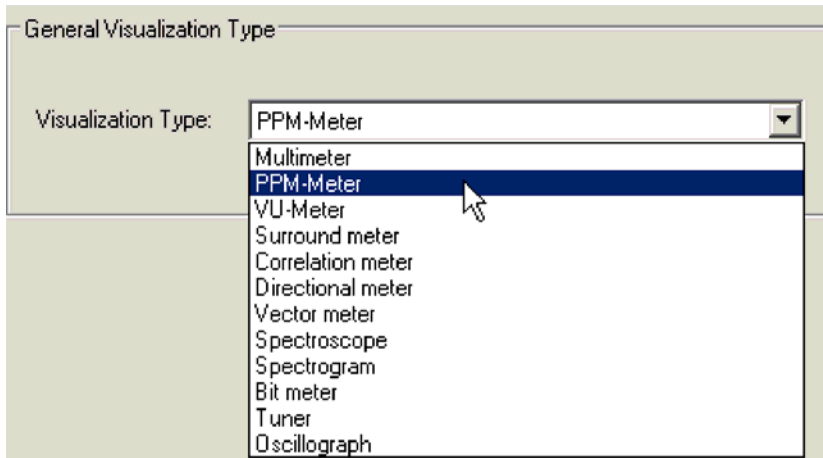 General Visualization Type
Visualization Type: PPM-Meter
Multimeter
PPM-Meter
VU-Meter
Surround meter
Correlation meter
Directional meter
Vector meter
Spectroscope
Spectrogram
Bit meter
Tuner
Oscillograph